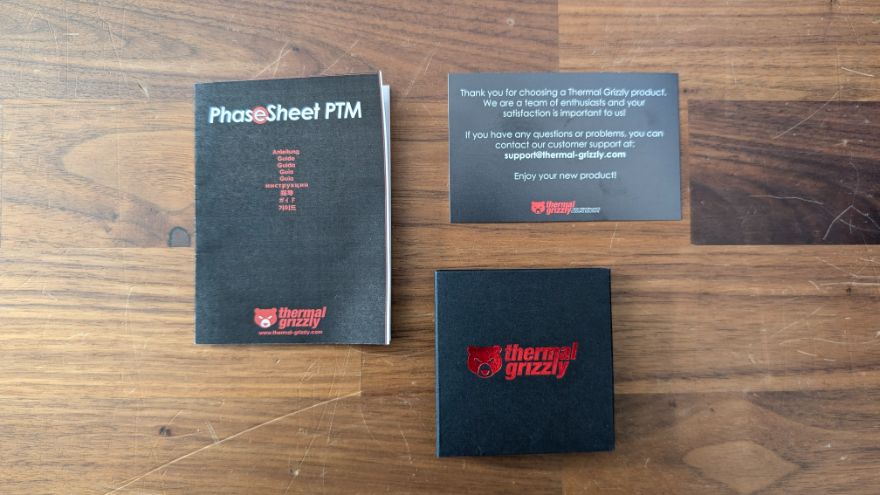 PhaseSheet PTM
Anleitung
Guide
Guida
Guía
Guia
инструкция
指导
ガイド
가이드
thermal
grizzly
www.thermal-grizzly.com
Thank you for choosing a Thermal Grizzly product.
We are a team of enthusiasts and your
satisfaction is important to us!
If you have any questions or problems, you can
contact our customer support at:
support@thermal-grizzly.com
Enjoy your new product!
thermal
grizzly
thermal
grizzly